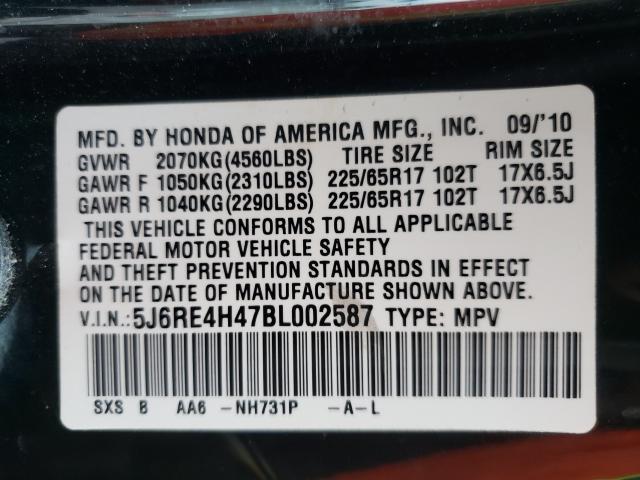 MFD. BY HONDA OF AMERICA MFG., INC. 09/'10
GVWR 2070KG(4560LBS) TIRE SIZE RIM SIZE
GAWR F 1050KG(2310LBS) 225/65R17 102T 17X6.5J
GAWR R 1040KG(2290LBS) 225/65R17 102T 17X6.5J
THIS VEHICLE CONFORMS TO ALL APPLICABLE
FEDERAL MOTOR VEHICLE SAFETY
AND THEFT PREVENTION STANDARDS IN EFFECT
ON THE DATE OF MANUFACTURE SHOWN ABOVE.
V.I.N.:5J6RE4H47BL002587 TYPE: MPV
SXS B AA6 -NH731P -A-L